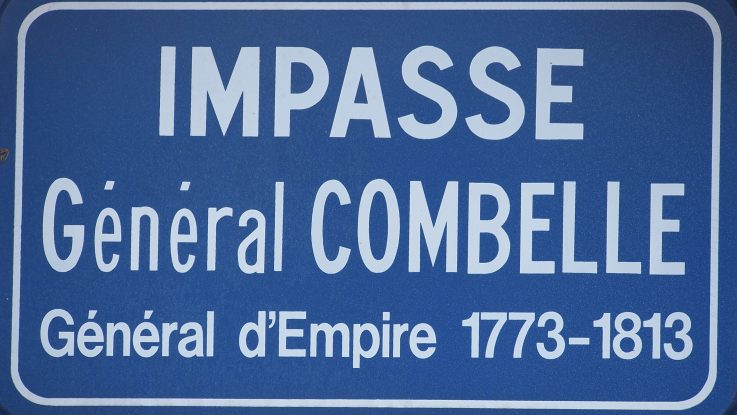 IMPASSE
Général COMBELLE
Général d'Empire 1773-1813